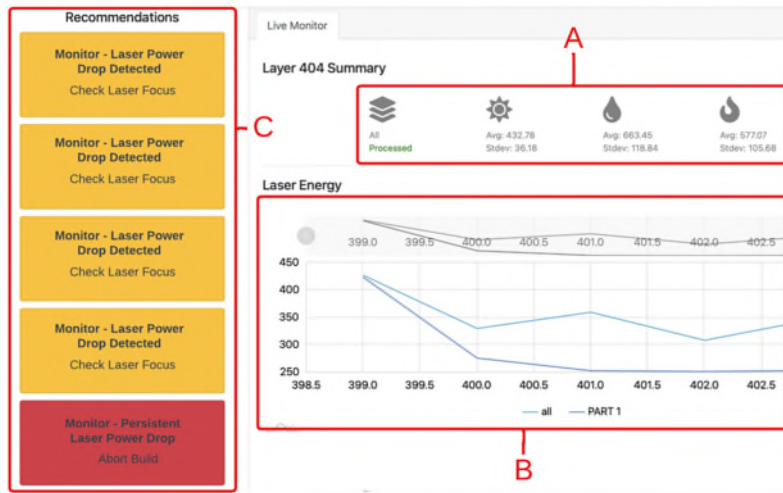 Recommendations
Monitor - Laser Power
Drop Detected
Check Laser Focus
Monitor - Laser Power
Drop Detected
Check Laser Focus
Monitor - Laser Power
Drop Detected
Check Laser Focus
Monitor - Laser Power
Drop Detected
Check Laser Focus
Monitor - Persistent
Laser Power Drop
Abort Build
C
Live Monitor
A
Layer 404 Summary
All
Processed
Avg: 432.78
Stdev: 36.18
Avg: 663.45
Stdev: 118.84
Avg: 577.07
Stdev: 105.68
Laser Energy
399.0 399.5 400.0 400.5 401.0 401.5 402.0 402.5
450
400
350
300
250
398.5 399.0 399.5 400.0 400.5 401.0 401.5 402.0 402.5
all PART 1
B